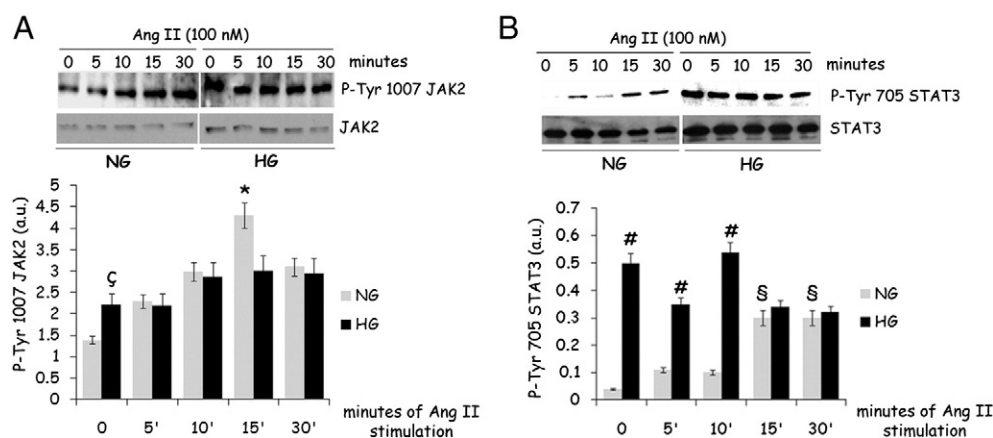 A
Ang II (100 nM)
0 5 10 15 30 0 5 10 15 30 minutes
P-Tyr 1007 JAK2
JAK2
NG HG
P-Tyr 1007 JAK2 (a.u.)
5
4.5
4
3.5
3
2.5
2
1.5
1
0.5
0
ç
*
NG
HG
0 5' 10' 15' 30'
minutes of Ang II
stimulation
B
Ang II (100 nM)
0 5 10 15 30 0 5 10 15 30 minutes
P-Tyr 705 STAT3
STAT3
NG HG
P-Tyr 705 STAT3 (a.u.)
0.7
0.6
0.5
0.4
0.3
0.2
0.1
0
# # # § §
NG
HG
0 5' 10' 15' 30'
minutes of Ang II
stimulation